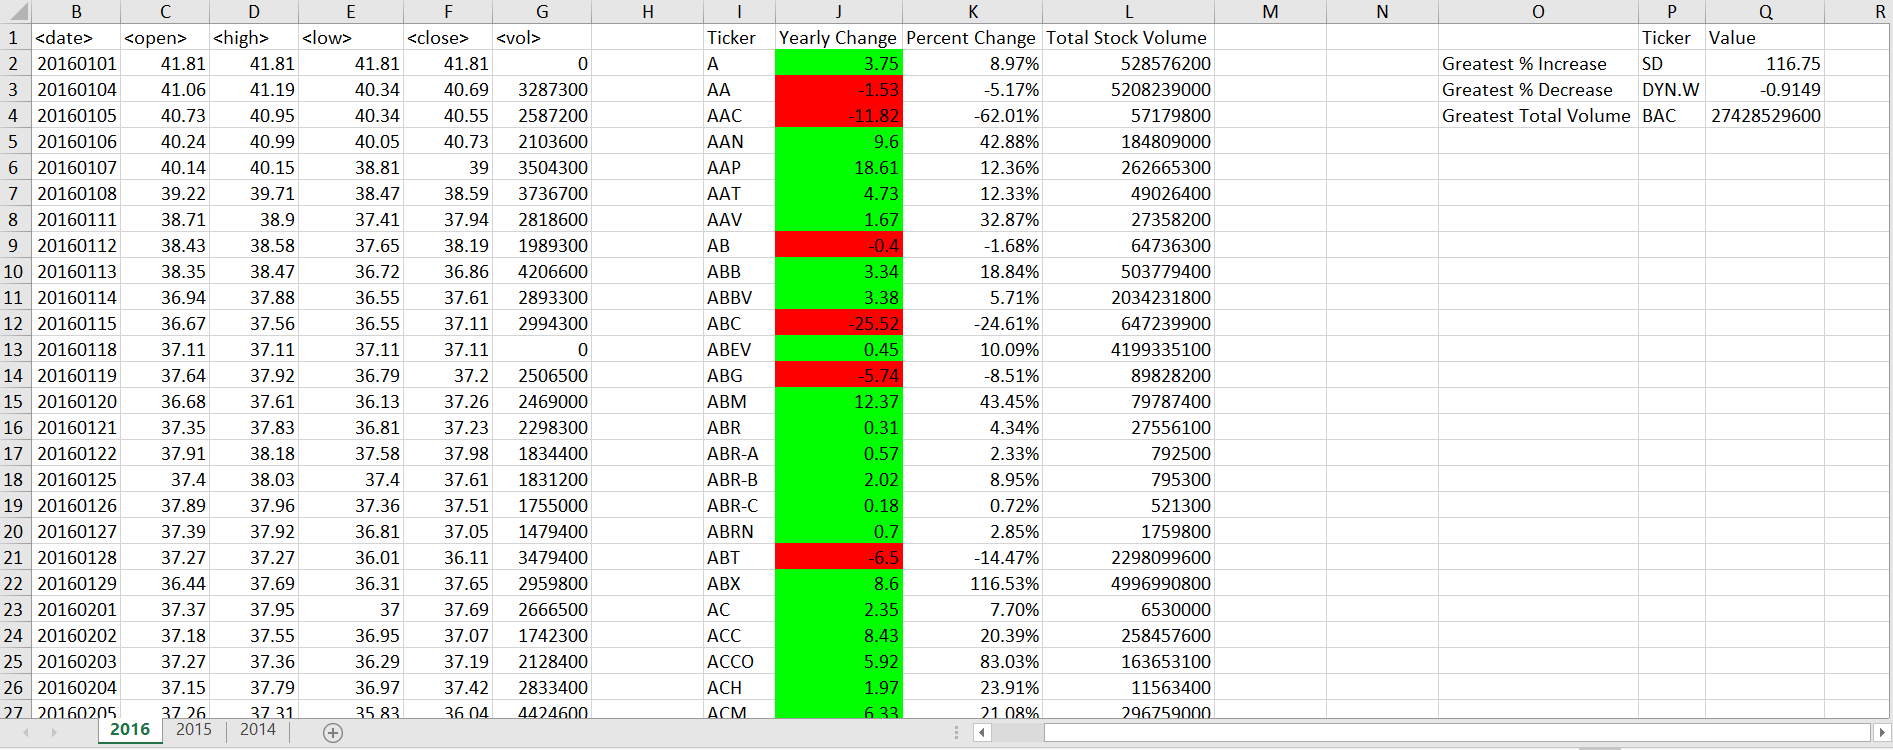 B C D E F G H I J K L M N O P Q R
1 <date> <open> <high> <low> <close> <vol> Ticker Yearly Change Percent Change Total Stock Volume Ticker Value
2 20160101 41.81 41.81 41.81 41.81 0 A 3.75 8.97% 528576200 Greatest % Increase SD 116.75
3 20160104 41.06 41.19 40.34 40.69 3287300 AA -1.53 -5.17% 5208239000 Greatest % Decrease DYN.W -0.9149
4 20160105 40.73 40.95 40.34 40.55 2587200 AAC -11.82 -62.01% 57179800 Greatest Total Volume BAC 27428529600
5 20160106 40.24 40.99 40.05 40.73 2103600 AAN 9.6 42.88% 184809000
6 20160107 40.14 40.15 38.81 39 3504300 AAP 18.61 12.36% 262665300
7 20160108 39.22 39.71 38.47 38.59 3736700 AAT 4.73 12.33% 49026400
8 20160111 38.71 38.9 37.41 37.94 2818600 AAV 1.67 32.87% 27358200
9 20160112 38.43 38.58 37.65 38.19 1989300 AB -0.4 -1.68% 64736300
10 20160113 38.35 38.47 36.72 36.86 4206600 ABB 3.34 18.84% 503779400
11 20160114 36.94 37.88 36.55 37.61 2893300 ABBV 3.38 5.71% 2034231800
12 20160115 36.67 37.56 36.55 37.11 2994300 ABC -25.52 -24.61% 647239900
13 20160118 37.11 37.11 37.11 37.11 0 ABEV 0.45 10.09% 4199335100
14 20160119 37.64 37.92 36.79 37.2 2506500 ABG -5.74 -8.51% 89828200
15 20160120 36.68 37.61 36.13 37.26 2469000 ABM 12.37 43.45% 79787400
16 20160121 37.35 37.83 36.81 37.23 2298300 ABR 0.31 4.34% 27556100
17 20160122 37.91 38.18 37.58 37.98 1834400 ABR-A 0.57 2.33% 792500
18 20160125 37.4 38.03 37.4 37.61 1831200 ABR-B 2.02 8.95% 795300
19 20160126 37.89 37.96 37.36 37.51 1755000 ABR-C 0.18 0.72% 521300
20 20160127 37.39 37.92 36.81 37.05 1479400 ABRN 0.7 2.85% 1759800
21 20160128 37.27 37.27 36.01 36.11 3479400 ABT -6.5 -14.47% 2298099600
22 20160129 36.44 37.69 36.31 37.65 2959800 ABX 8.6 116.53% 4996990800
23 20160201 37.37 37.95 37 37.69 2666500 AC 2.35 7.70% 6530000
24 20160202 37.18 37.55 36.95 37.07 1742300 ACC 8.43 20.39% 258457600
25 20160203 37.27 37.36 36.29 37.19 2128400 ACCO 5.92 83.03% 163653100
26 20160204 37.15 37.79 36.97 37.42 2833400 ACH 1.97 23.91% 11563400
27 20160205 37.26 37.31 35.83 36.04 4424600 ACM 6.33 21.08% 296759000
2016 2015 2014